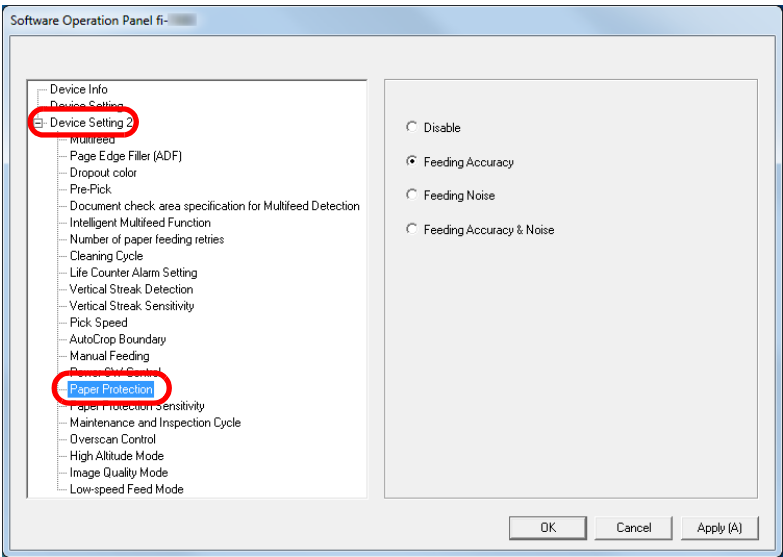 Software Operation Panel fi-
Device Info
Device Setting
Device Setting 2
Multifeed
Page Edge Filler (ADF)
Dropout color
Pre-Pick
Document check area specification for Multifeed Detection
Intelligent Multifeed Function
Number of paper feeding retries
Cleaning Cycle
Life Counter Alarm Setting
Vertical Streak Detection
Vertical Streak Sensitivity
Pick Speed
AutoCrop Boundary
Manual Feeding
Power SW Control
Paper Protection
Paper Protection Sensitivity
Maintenance and Inspection Cycle
Overscan Control
High Altitude Mode
Image Quality Mode
Low-speed Feed Mode
Disable
Feeding Accuracy
Feeding Noise
Feeding Accuracy & Noise
OK
Cancel
Apply (A)